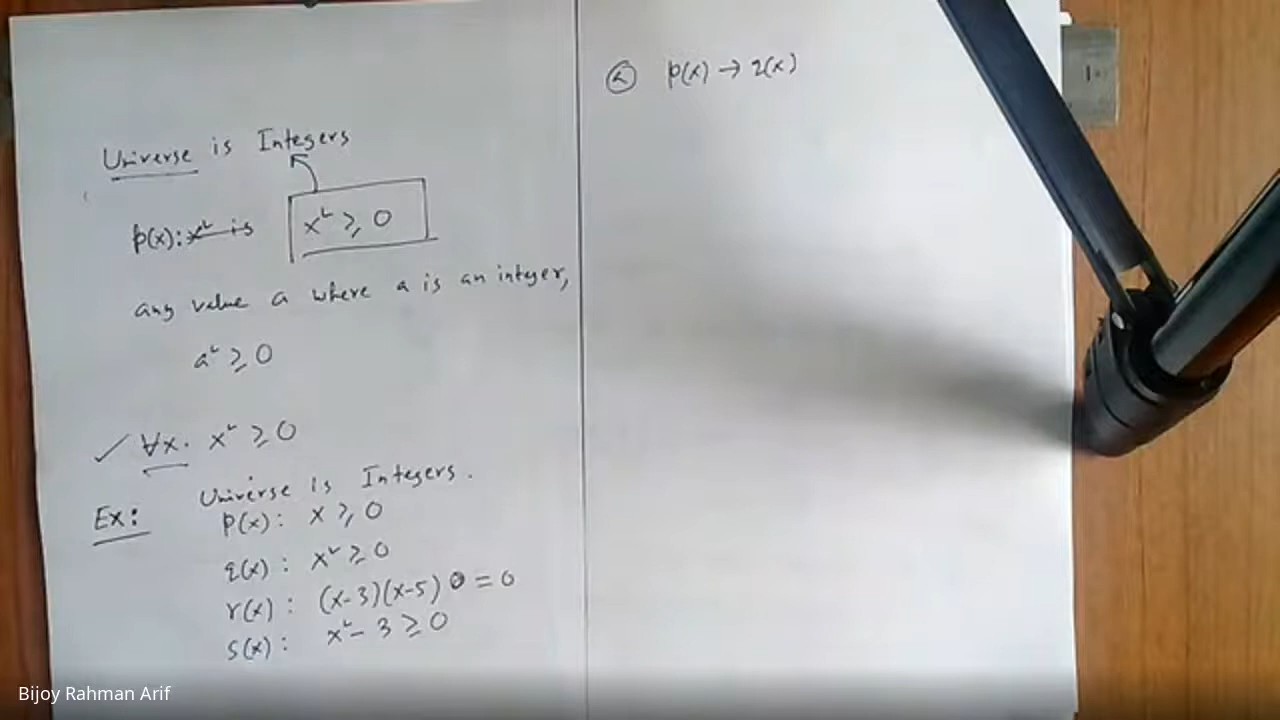 Universe is Integers
p(x): x² is x² ≥ 0
any value a where a is an integer,
a² ≥ 0
✓ ∀x. x² ≥ 0
Ex: Universe is Integers.
p(x): x ≥ 0
q(x): x² ≥ 0
r(x): (x-3)(x-5) = 0
s(x): x² - 3 ≥ 0
p(x) → q(x)
Bijoy Rahman Arif